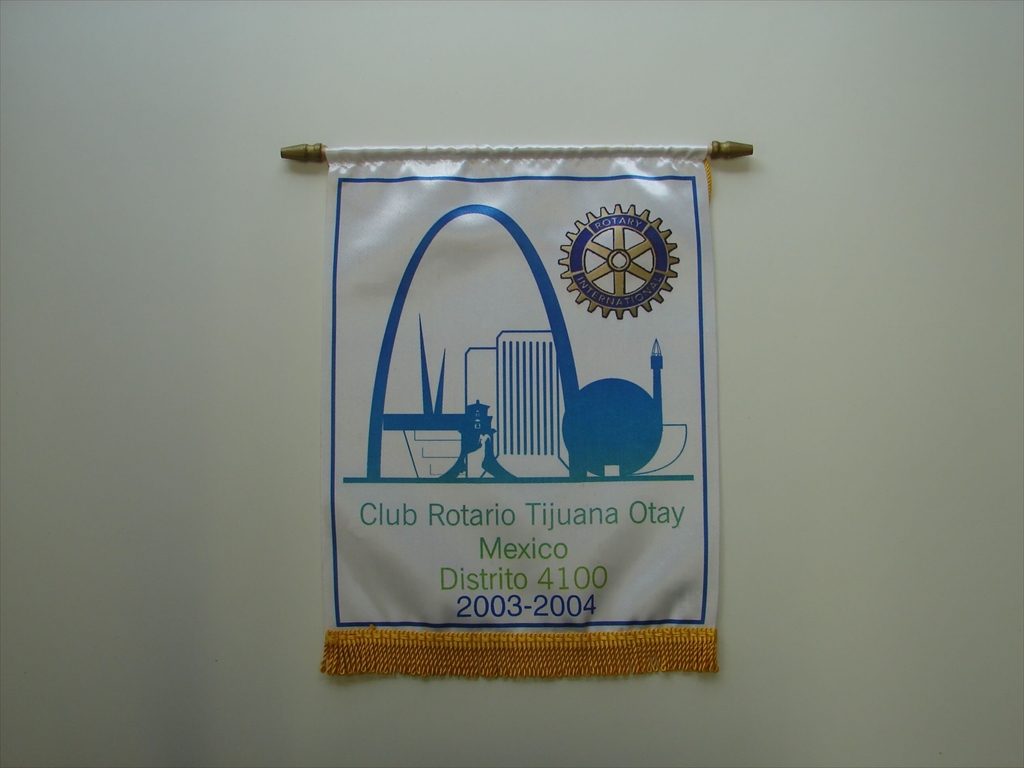 ROTARY
INTERNATIONAL
Club Rotario Tijuana Otay
Mexico
Distrito 4100
2003-2004